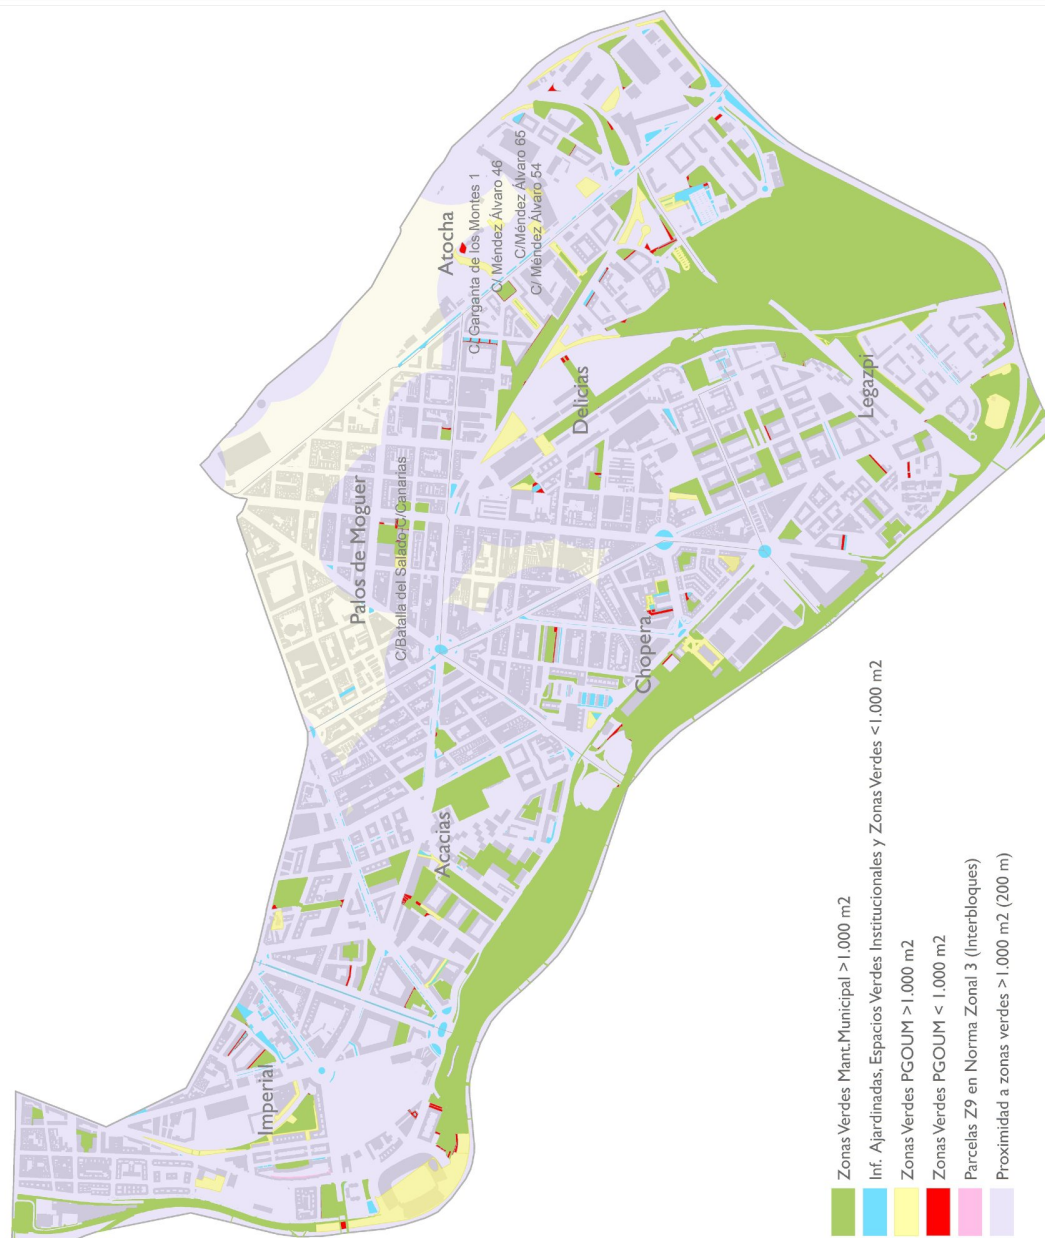 Atocha
C/ Garganta de los Montes 1
C/ Méndez Álvaro 46
C/Méndez Álvaro 65
C/ Méndez Álvaro 54
Delicias
Legazpi
Palos de Moguer
C/Batalla del Salado-C/Canarias
Chopera
Acacias
Imperial
Zonas Verdes Mant.Municipal >1.000 m2
Inf. Ajardinadas, Espacios Verdes Institucionales y Zonas Verdes <1.000 m2
Zonas Verdes PGOUM >1.000 m2
Zonas Verdes PGOUM < 1.000 m2
Parcelas Z9 en Norma Zonal 3 (Interbloques)
Proximidad a zonas verdes >1.000 m2 (200 m)